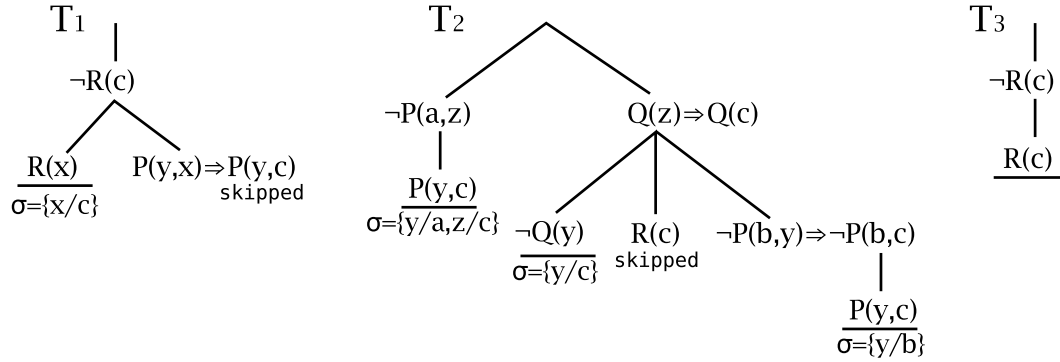 T1
¬R(c)
R(x)
σ={x/c}
P(y,x)⇒P(y,c)
skipped
T2
¬P(a,z)
P(y,c)
σ={y/a,z/c}
Q(z)⇒Q(c)
¬Q(y)
σ={y/c}
R(c)
skipped
¬P(b,y)⇒¬P(b,c)
P(y,c)
σ={y/b}
T3
¬R(c)
R(c)